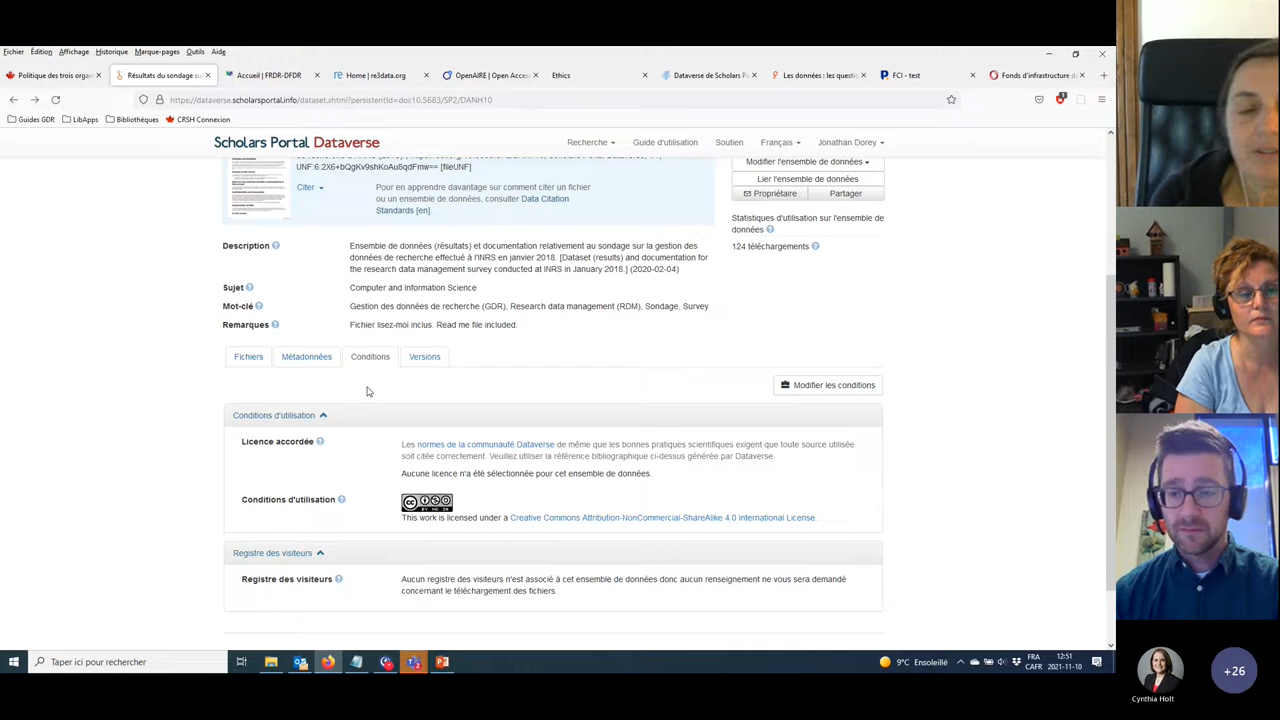 Fichier Édition Affichage Historique Marque-pages Outils Aide
Politique des trois organ
Résultats du sondage su
Accueil | FRDR-DFDR
Home | re3data.org
OpenAIRE | Open Acces
Ethics
Dataverse de Scholars Po
Les données : les questio
FCI - test
Fonds d'infrastructure de
https://dataverse.scholarsportal.info/dataset.xhtml?persistentId=doi:10.5683/SP2/DANH10
Guides GDR LibApps Bibliothèques CRSH Connexion
Scholars Portal Dataverse
Recherche Guide d'utilisation Soutien Français Jonathan Dorey
UNF:6:2X6+bQgKv9shKoAu8qdFmw== [fileUNF]
Citer
Pour en apprendre davantage sur comment citer un fichier
ou un ensemble de données, consulter Data Citation
Standards [en].
Modifier l'ensemble de données
Lier l'ensemble de données
Propriétaire Partager
Statistiques d'utilisation sur l'ensemble de
données
124 téléchargements
Description
Ensemble de données (résultats) et documentation relativement au sondage sur la gestion des
données de recherche effectué à l'INRS en janvier 2018. [Dataset (results) and documentation for
the research data management survey conducted at INRS in January 2018.] (2020-02-04)
Sujet
Computer and Information Science
Mot-clé
Gestion des données de recherche (GDR), Research data management (RDM), Sondage, Survey
Remarques
Fichier lisez-moi inclus. Read me file included.
Fichiers Métadonnées Conditions Versions
Modifier les conditions
Conditions d'utilisation
Licence accordée
Les normes de la communauté Dataverse de même que les bonnes pratiques scientifiques exigent que toute source utilisée
soit citée correctement. Veuillez utiliser la référence bibliographique ci-dessus générée par Dataverse.
Aucune licence n'a été sélectionnée pour cet ensemble de données.
Conditions d'utilisation
BY NC SA
This work is licensed under a Creative Commons Attribution-NonCommercial-ShareAlike 4.0 International License.
Registre des visiteurs
Registre des visiteurs
Aucun registre des visiteurs n'est associé à cet ensemble de données donc aucun renseignement ne vous sera demandé
concernant le téléchargement des fichiers.
Taper ici pour rechercher
9°C Ensoleillé
FRA
CAFR
12:51
2021-11-10
Cynthia Holt
+26